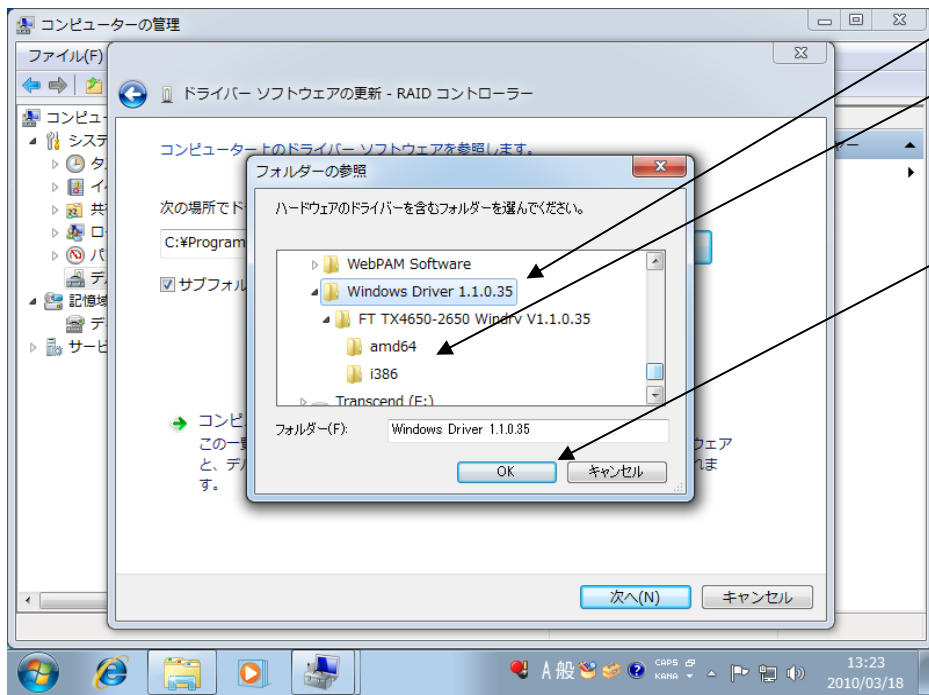 コンピューターの管理
ファイル(F)
ドライバー ソフトウェアの更新 - RAID コントローラー
コンピュー
システ
タ
イ
共
ロ
パ
デ
記憶域
デ
サービ
コンピューター上のドライバー ソフトウェアを参照します。
次の場所でド
C:¥Program
サブフォル
フォルダーの参照
ハードウェアのドライバーを含むフォルダーを選んでください。
WebPAM Software
Windows Driver 1.1.0.35
FT TX4650-2650 Windrv V1.1.0.35
amd64
i386
Transcend (E:)
フォルダー(F):
Windows Driver 1.1.0.35
OK
キャンセル
コンピ
この一
ウェア
と、デ
れま
す。
次へ(N)
キャンセル
A 般
CAPS
KANA
13:23
2010/03/18